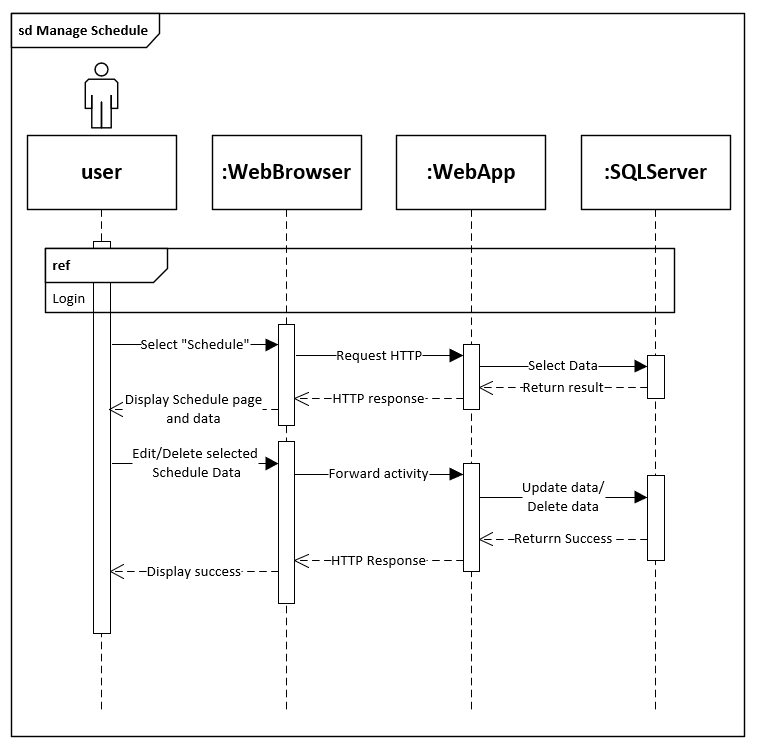 sd Manage Schedule
user
:WebBrowser
:WebApp
:SQLServer
ref
Login
Select "Schedule"
Request HTTP
Select Data
Return result
HTTP response
Display Schedule page
and data
Edit/Delete selected
Schedule Data
Forward activity
Update data/
Delete data
Returrn Success
HTTP Response
Display success